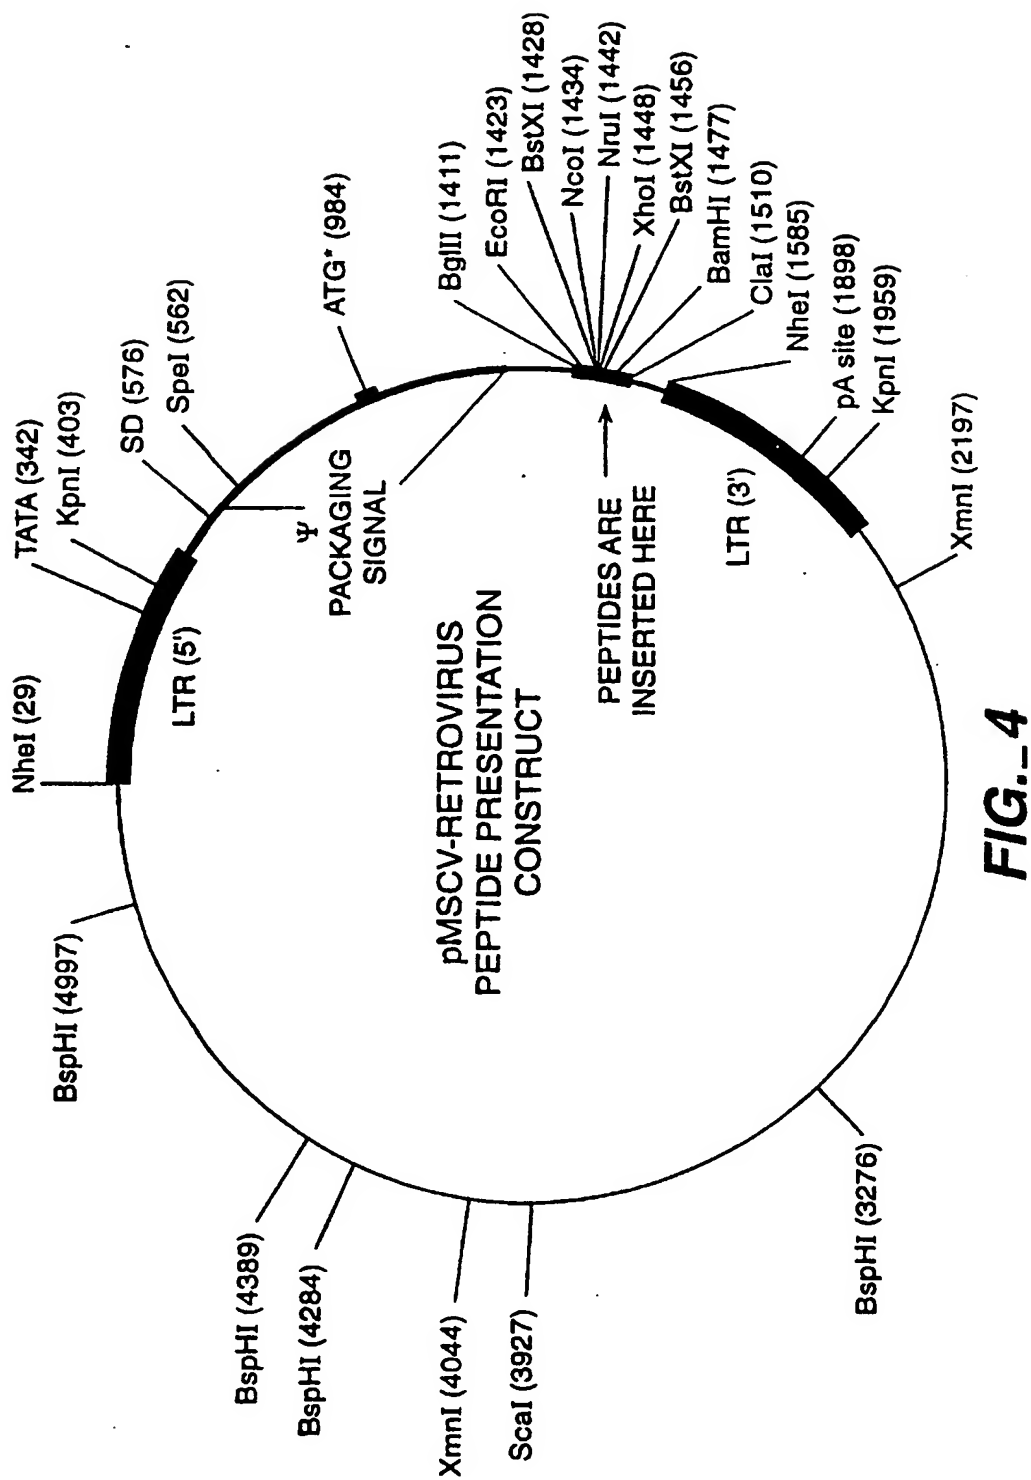 NheI (29)
TATA (342)
KpnI (403)
SD (576)
SpeI (562)
ATG* (984)
BglII (1411)
EcoRI (1423)
BstXI (1428)
NcoI (1434)
NruI (1442)
XhoI (1448)
BstXI (1456)
BamHI (1477)
ClaI (1510)
NheI (1585)
pA site (1898)
KpnI (1959)
XmnI (2197)
BspHI (3276)
ScaI (3927)
XmnI (4044)
BspHI (4284)
BspHI (4389)
BspHI (4997)
LTR (5')
Ψ
PACKAGING
SIGNAL
PEPTIDES ARE
INSERTED HERE
LTR (3')
pMSCV-RETROVIRUS
PEPTIDE PRESENTATION
CONSTRUCT
FIG._4